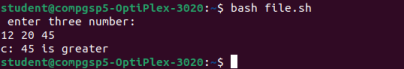 student@compgsp5-OptiPlex-3020:~$ bash file.sh
enter three number:
12 20 45
c: 45 is greater
student@compgsp5-OptiPlex-3020:~$